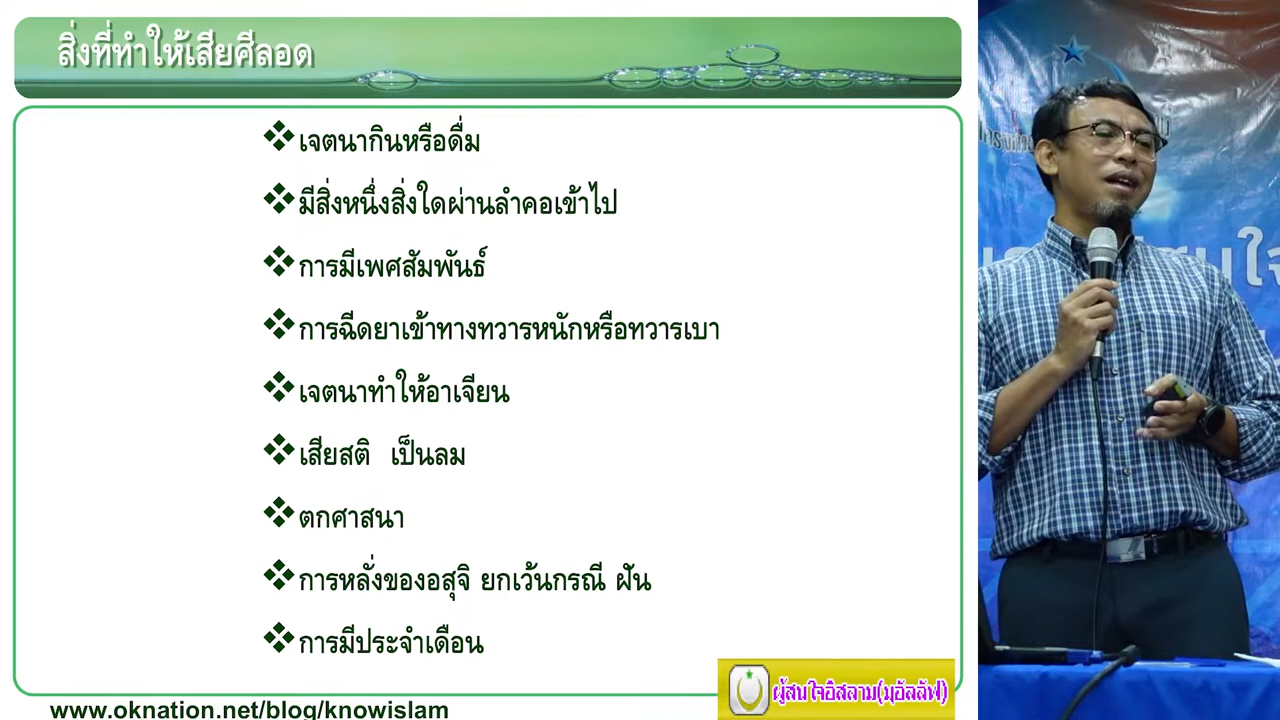 สิ่งที่ทำให้เสียศีลอด
เจตนากินหรือดื่ม
มีสิ่งหนึ่งสิ่งใดผ่านลำคอเข้าไป
การมีเพศสัมพันธ์
การฉีดยาเข้าทางทวารหนักหรือทวารเบา
เจตนาทำให้อาเจียน
เสียสติ เป็นลม
ตกศาสนา
การหลั่งของอสุจิ ยกเว้นกรณี ฝัน
การมีประจำเดือน
ผู้สนใจอิสลาม(มุอัลลัฟ)
www.oknation.net/blog/knowislam